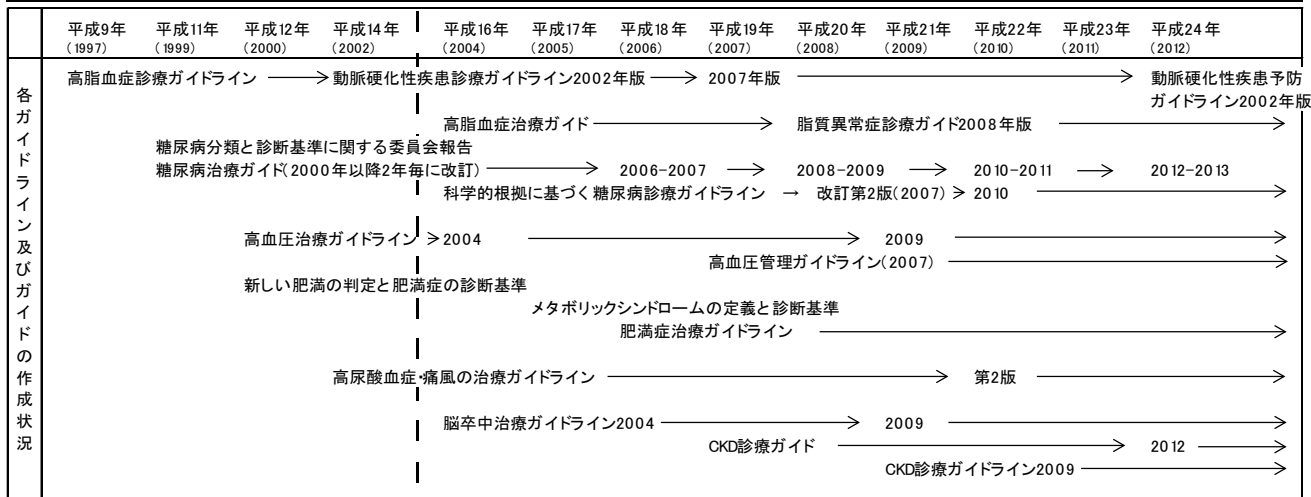 平成9年 平成11年 平成12年 平成14年 平成16年 平成17年 平成18年 平成19年 平成20年 平成21年 平成22年 平成23年 平成24年
(1997) (1999) (2000) (2002) (2004) (2005) (2006) (2007) (2008) (2009) (2010) (2011) (2012)
各ガイドライン及びガイドの作成状況
高脂血症診療ガイドライン → 動脈硬化性疾患診療ガイドライン2002年版 → 2007年版 → 動脈硬化性疾患予防
ガイドライン2002年版
高脂血症治療ガイド → 脂質異常症診療ガイド2008年版 →
糖尿病分類と診断基準に関する委員会報告
糖尿病治療ガイド(2000年以降2年毎に改訂) → 2006-2007 → 2008-2009 → 2010-2011 → 2012-2013
科学的根拠に基づく糖尿病診療ガイドライン → 改訂第2版(2007) > 2010 →
高血圧治療ガイドライン > 2004 → 2009 →
高血圧管理ガイドライン(2007) →
新しい肥満の判定と肥満症の診断基準
メタボリックシンドロームの定義と診断基準
肥満症治療ガイドライン →
高尿酸血症・痛風の治療ガイドライン → 第2版 →
脳卒中治療ガイドライン2004 → 2009 →
CKD診療ガイド → 2012 →
CKD診療ガイドライン2009 →